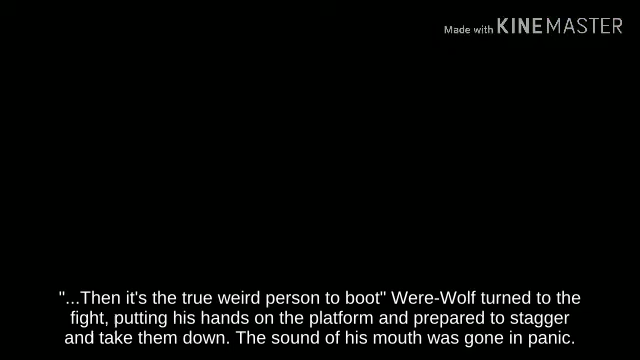 Made with KINEMASTER
"...Then it's the true weird person to boot" Were-Wolf turned to the
fight, putting his hands on the platform and prepared to stagger
and take them down. The sound of his mouth was gone in panic.